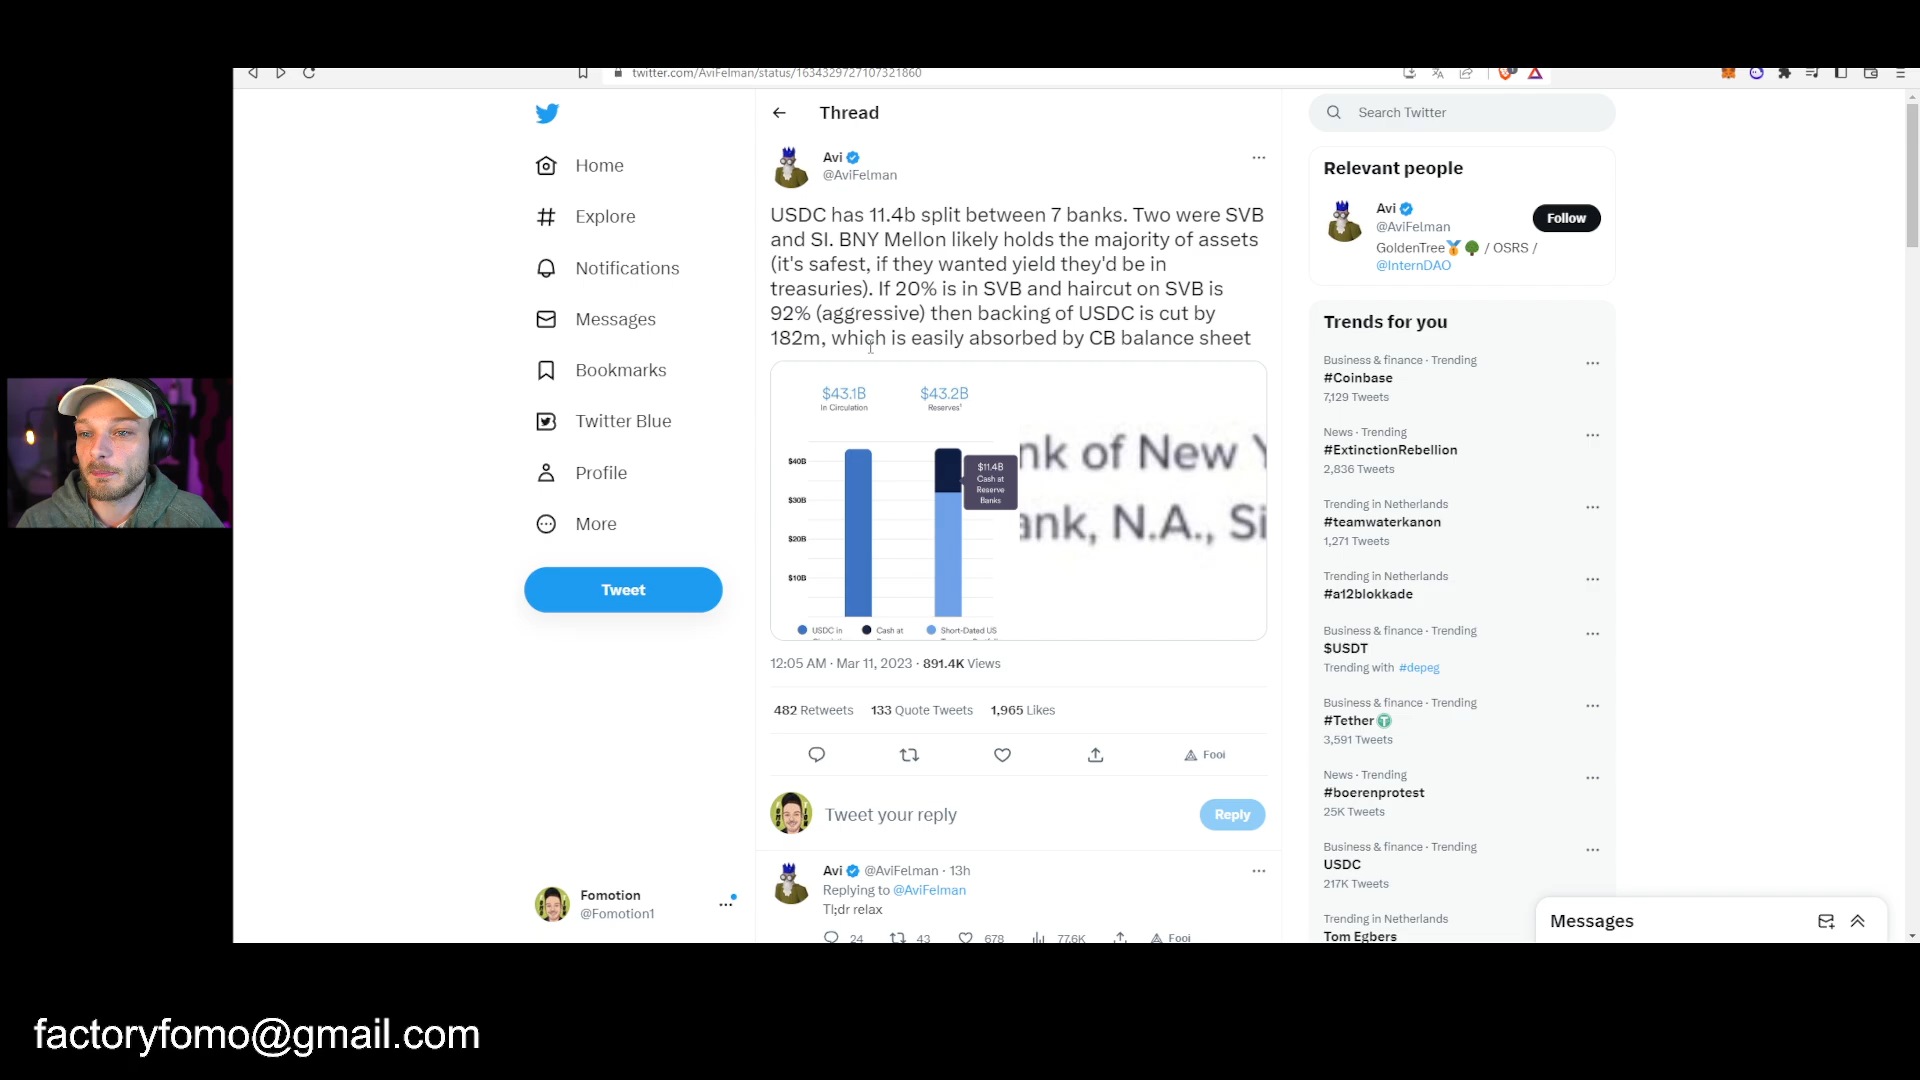 twitter.com/AviFelman/status/1634329727107321860
Home
Explore
Notifications
Messages
Bookmarks
Twitter Blue
Profile
More
Tweet
Fomotion
@Fomotion1
Thread
Avi
@AviFelman
USDC has 11.4b split between 7 banks. Two were SVB
and SI. BNY Mellon likely holds the majority of assets
(it's safest, if they wanted yield they'd be in
treasuries). If 20% is in SVB and haircut on SVB is
92% (aggressive) then backing of USDC is cut by
182m, which is easily absorbed by CB balance sheet
$43.1B
In Circulation
$43.2B
Reserves¹
$40B
$30B
$20B
$10B
$11.4B
Cash at
Reserve
Banks
USDC in
Cash at
Short-Dated US
nk of New Y
ank, N.A., Si
12:05 AM · Mar 11, 2023 · 891.4K Views
482 Retweets 133 Quote Tweets 1,965 Likes
Fooi
Tweet your reply
Reply
Avi @AviFelman · 13h
Replying to @AviFelman
Tl;dr relax
24 43 678 77.6K Fooi
Search Twitter
Relevant people
Avi
@AviFelman
Follow
GoldenTree / OSRS /
@InternDAO
Trends for you
Business & finance · Trending
#Coinbase
7,129 Tweets
News · Trending
#ExtinctionRebellion
2,836 Tweets
Trending in Netherlands
#teamwaterkanon
1,271 Tweets
Trending in Netherlands
#a12blokkade
Business & finance · Trending
$USDT
Trending with #depeg
Business & finance · Trending
#Tether
3,591 Tweets
News · Trending
#boerenprotest
25K Tweets
Business & finance · Trending
USDC
217K Tweets
Trending in Netherlands
Tom Egbers
Messages
factoryfomo@gmail.com